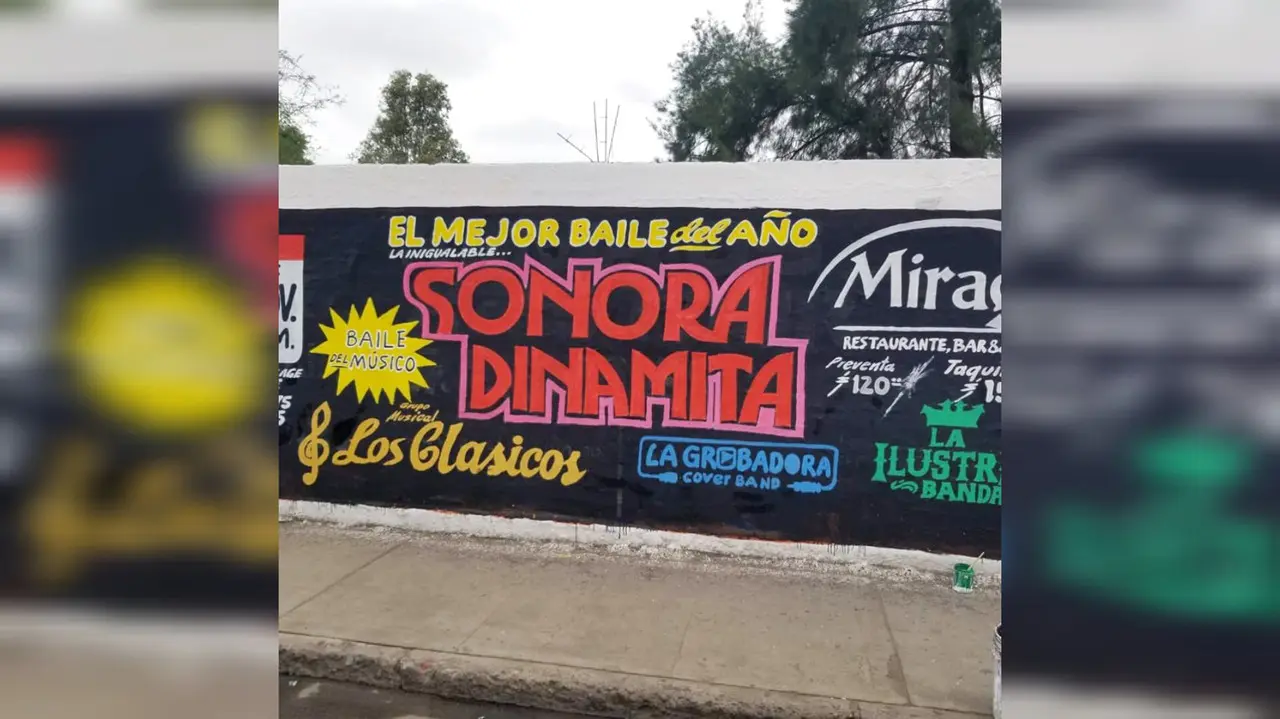 EL MEJOR BAILE del AÑO
LA INIGUALABLE...
SONORA
DINAMITA
BAILE
DEL MÚSICO
Grupo
Musical
Los Clasicos
LA GRABADORA
COVER BAND
V.
M.
Mirag
RESTAURANTE, BAR&
Preventa
$120
LA
ILUSTR
BANDA